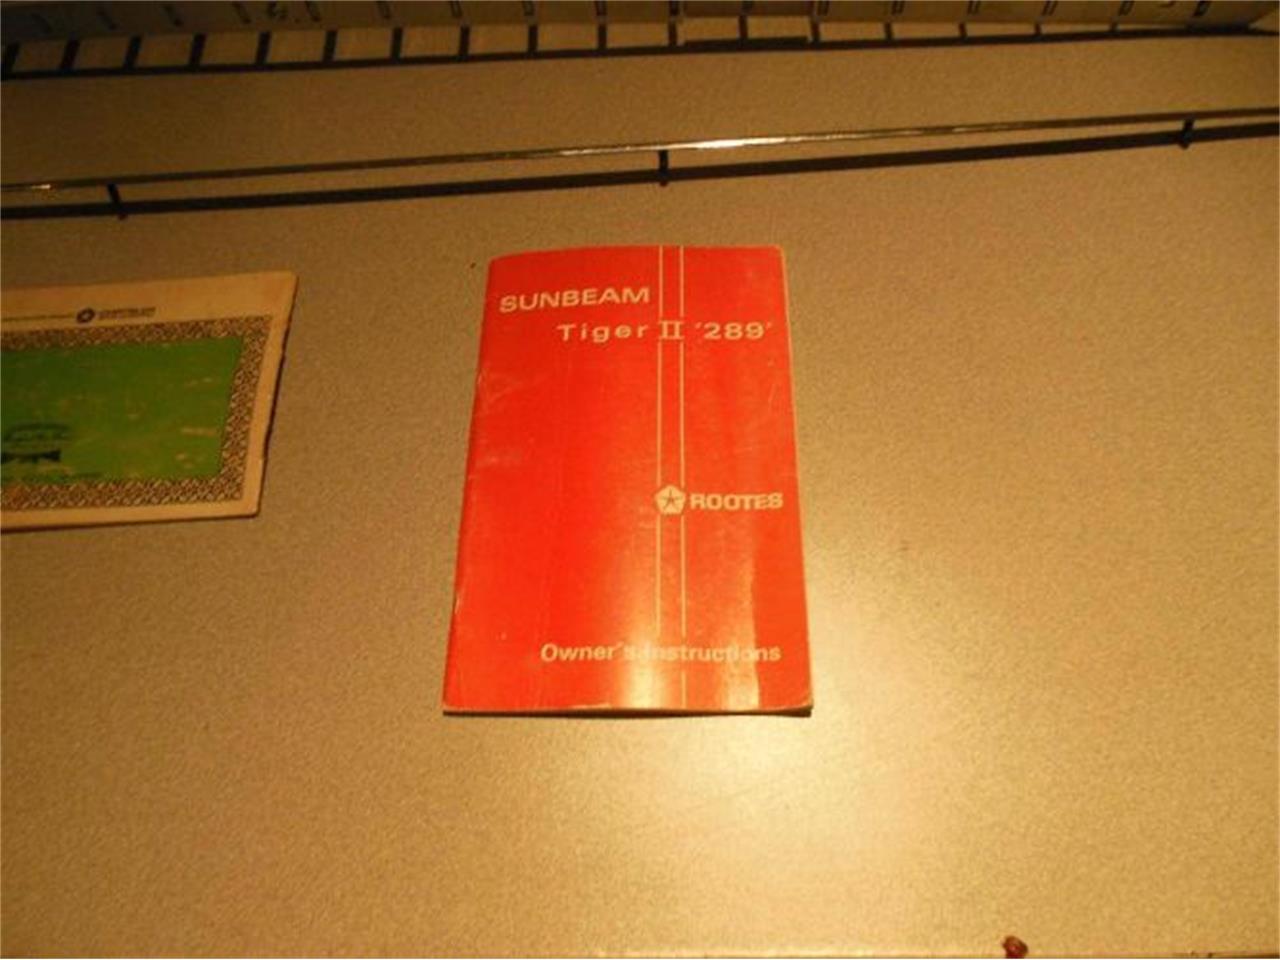 SUNBEAM
Tiger II '289'
ROOTES
Owner's Instructions